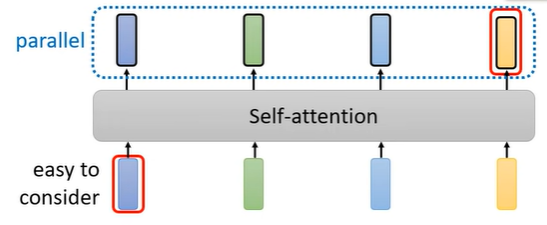 parallel
Self-attention
easy to
consider